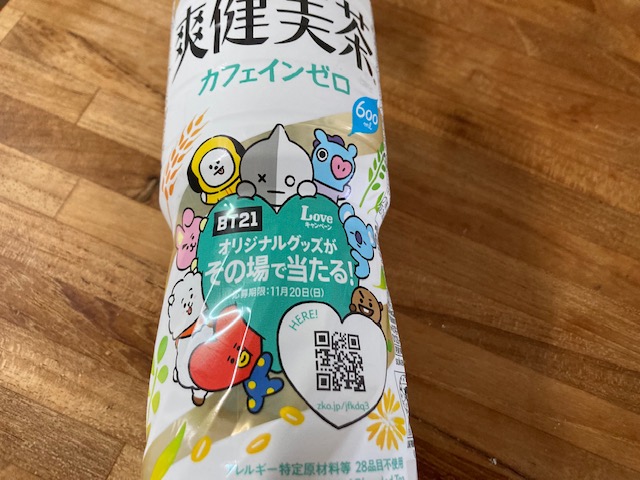 爽健美茶
カフェインゼロ
600
mL
BT21
Love
キャンペーン
オリジナルグッズが
その場で当たる!
応募期限:11月20日(日)
HERE!
zko.jp/jfkdq3
アレルギー特定原材料等 28品目不使用